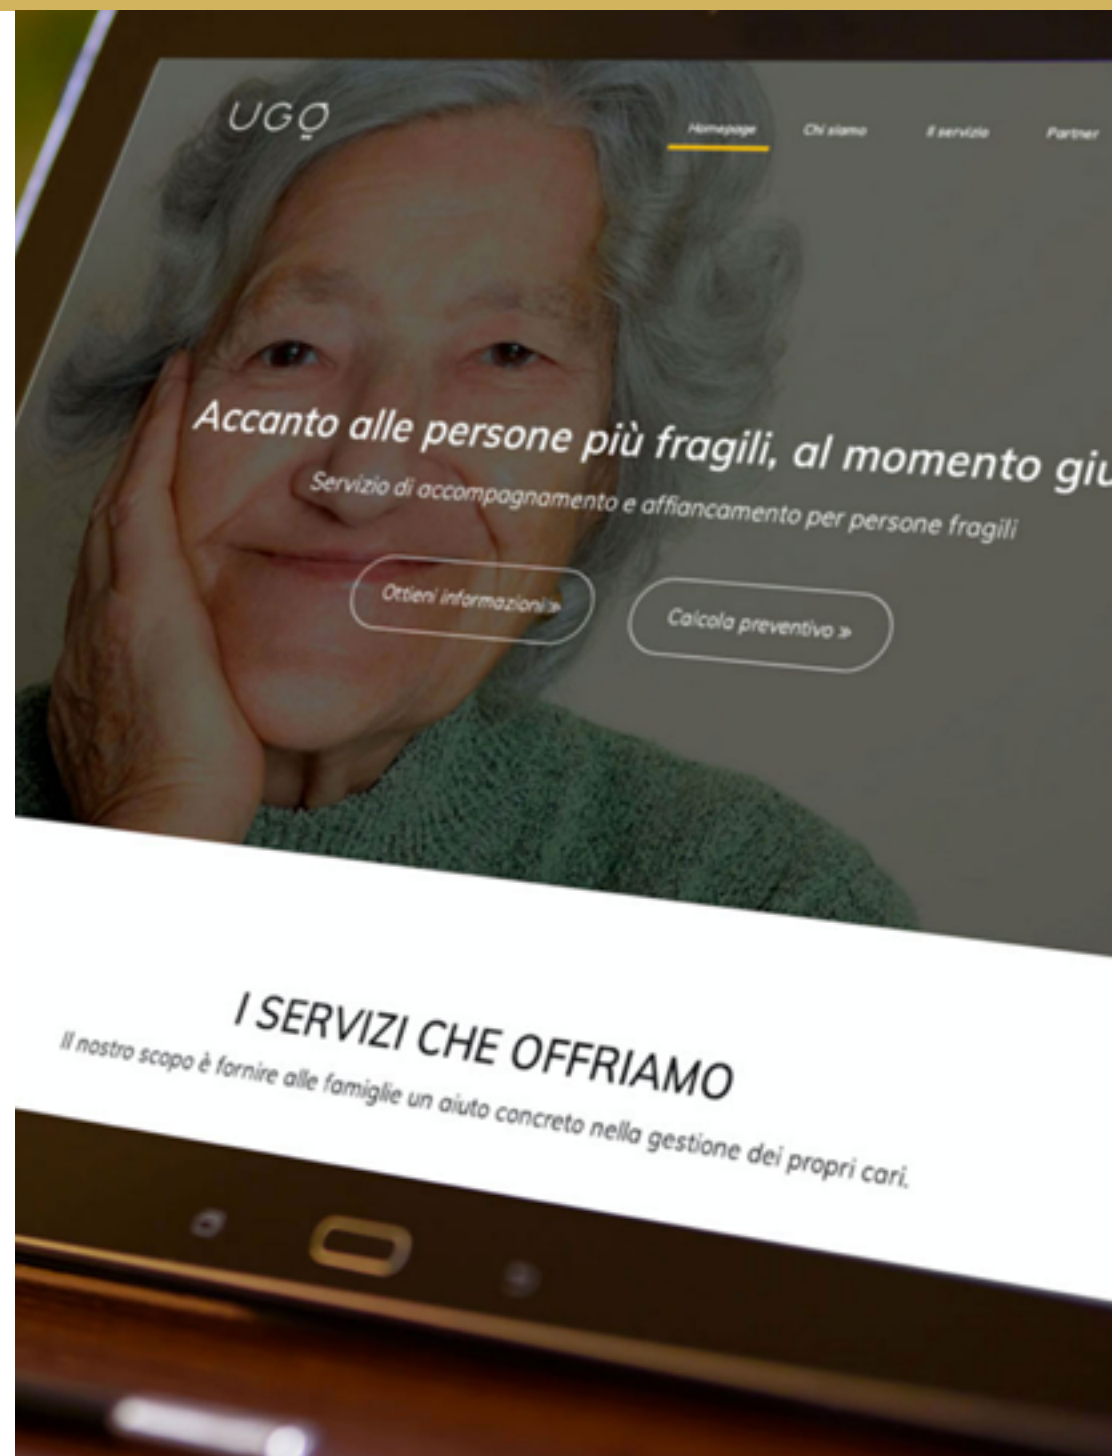 UGO
Homepage Chi siamo Il servizio Partner
Accanto alle persone più fragili, al momento giu
Servizio di accompagnamento e affiancamento per persone fragili
Ottieni informazioni » Calcola preventivo »
I SERVIZI CHE OFFRIAMO
Il nostro scopo è fornire alle famiglie un aiuto concreto nella gestione dei propri cari.